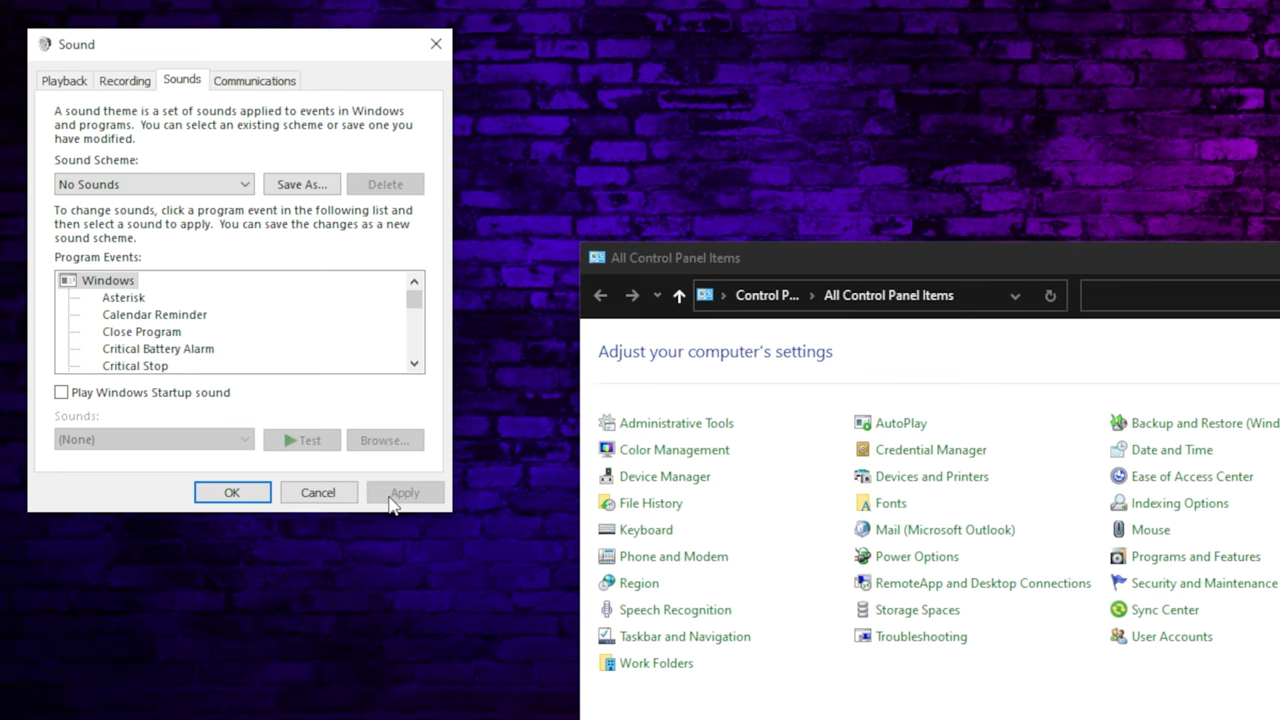 Sound
Playback
Recording
Sounds
Communications
A sound theme is a set of sounds applied to events in Windows
and programs. You can select an existing scheme or save one you
have modified.
Sound Scheme:
No Sounds
Save As...
Delete
To change sounds, click a program event in the following list and
then select a sound to apply. You can save the changes as a new
sound scheme.
Program Events:
Windows
Asterisk
Calendar Reminder
Close Program
Critical Battery Alarm
Critical Stop
Play Windows Startup sound
Sounds:
(None)
Test
Browse...
OK
Cancel
Apply
All Control Panel Items
Control P...
All Control Panel Items
Adjust your computer's settings
Administrative Tools
AutoPlay
Backup and Restore (Wind
Color Management
Credential Manager
Date and Time
Device Manager
Devices and Printers
Ease of Access Center
File History
Fonts
Indexing Options
Keyboard
Mail (Microsoft Outlook)
Mouse
Phone and Modem
Power Options
Programs and Features
Region
RemoteApp and Desktop Connections
Security and Maintenance
Speech Recognition
Storage Spaces
Sync Center
Taskbar and Navigation
Troubleshooting
User Accounts
Work Folders